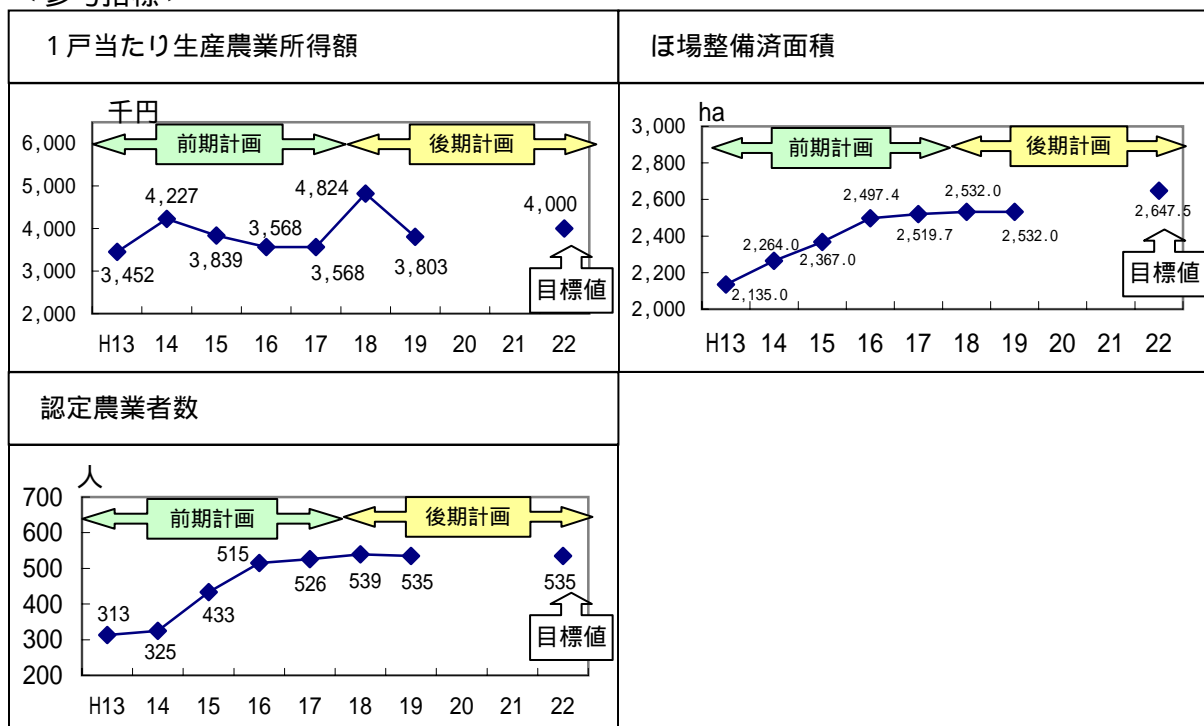 <参考指標>
1戸当たり生産農業所得額
千円
6,000
5,000
4,000
3,000
2,000
前期計画
後期計画
3,452
4,227
3,839
3,568
3,568
4,824
3,803
4,000
目標値
H13 14 15 16 17 18 19 20 21 22
ほ場整備済面積
ha
3,000
2,800
2,600
2,400
2,200
2,000
前期計画
後期計画
2,135.0
2,264.0
2,367.0
2,497.4
2,519.7
2,532.0
2,532.0
2,647.5
目標値
H13 14 15 16 17 18 19 20 21 22
認定農業者数
人
700
600
500
400
300
200
前期計画
後期計画
313
325
433
515
526
539
535
535
目標値
H13 14 15 16 17 18 19 20 21 22